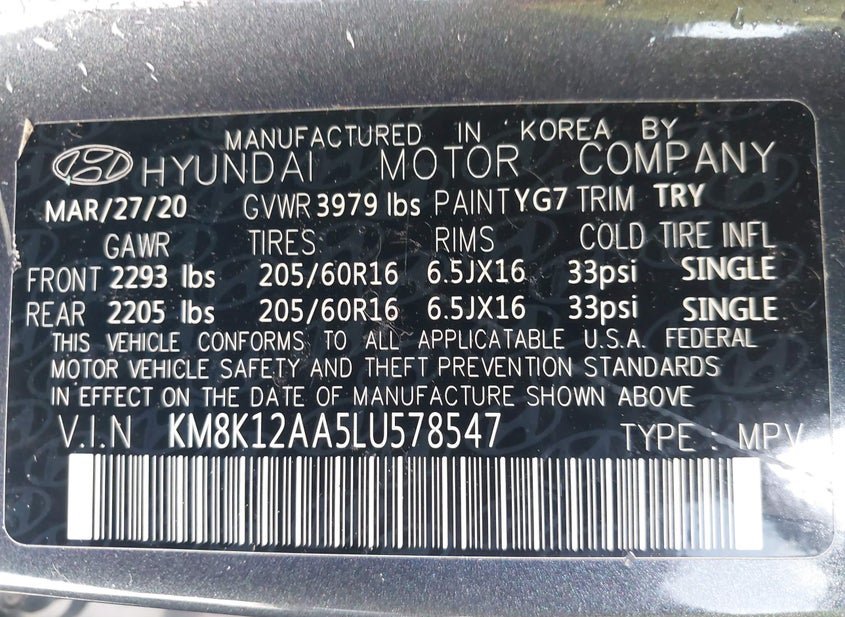 MANUFACTURED IN KOREA BY
HYUNDAI MOTOR COMPANY
MAR/27/20 GVWR 3979 lbs PAINT YG7 TRIM TRY
GAWR TIRES RIMS COLD TIRE INFL
FRONT 2293 lbs 205/60R16 6.5JX16 33psi SINGLE
REAR 2205 lbs 205/60R16 6.5JX16 33psi SINGLE
THIS VEHICLE CONFORMS TO ALL APPLICATABLE U.S.A. FEDERAL
MOTOR VEHICLE SAFETY AND THEFT PREVENTION STANDARDS
IN EFFECT ON THE DATE OF MANUFACTURE SHOWN ABOVE
V.I.N KM8K12AA5LU578547 TYPE : MPV